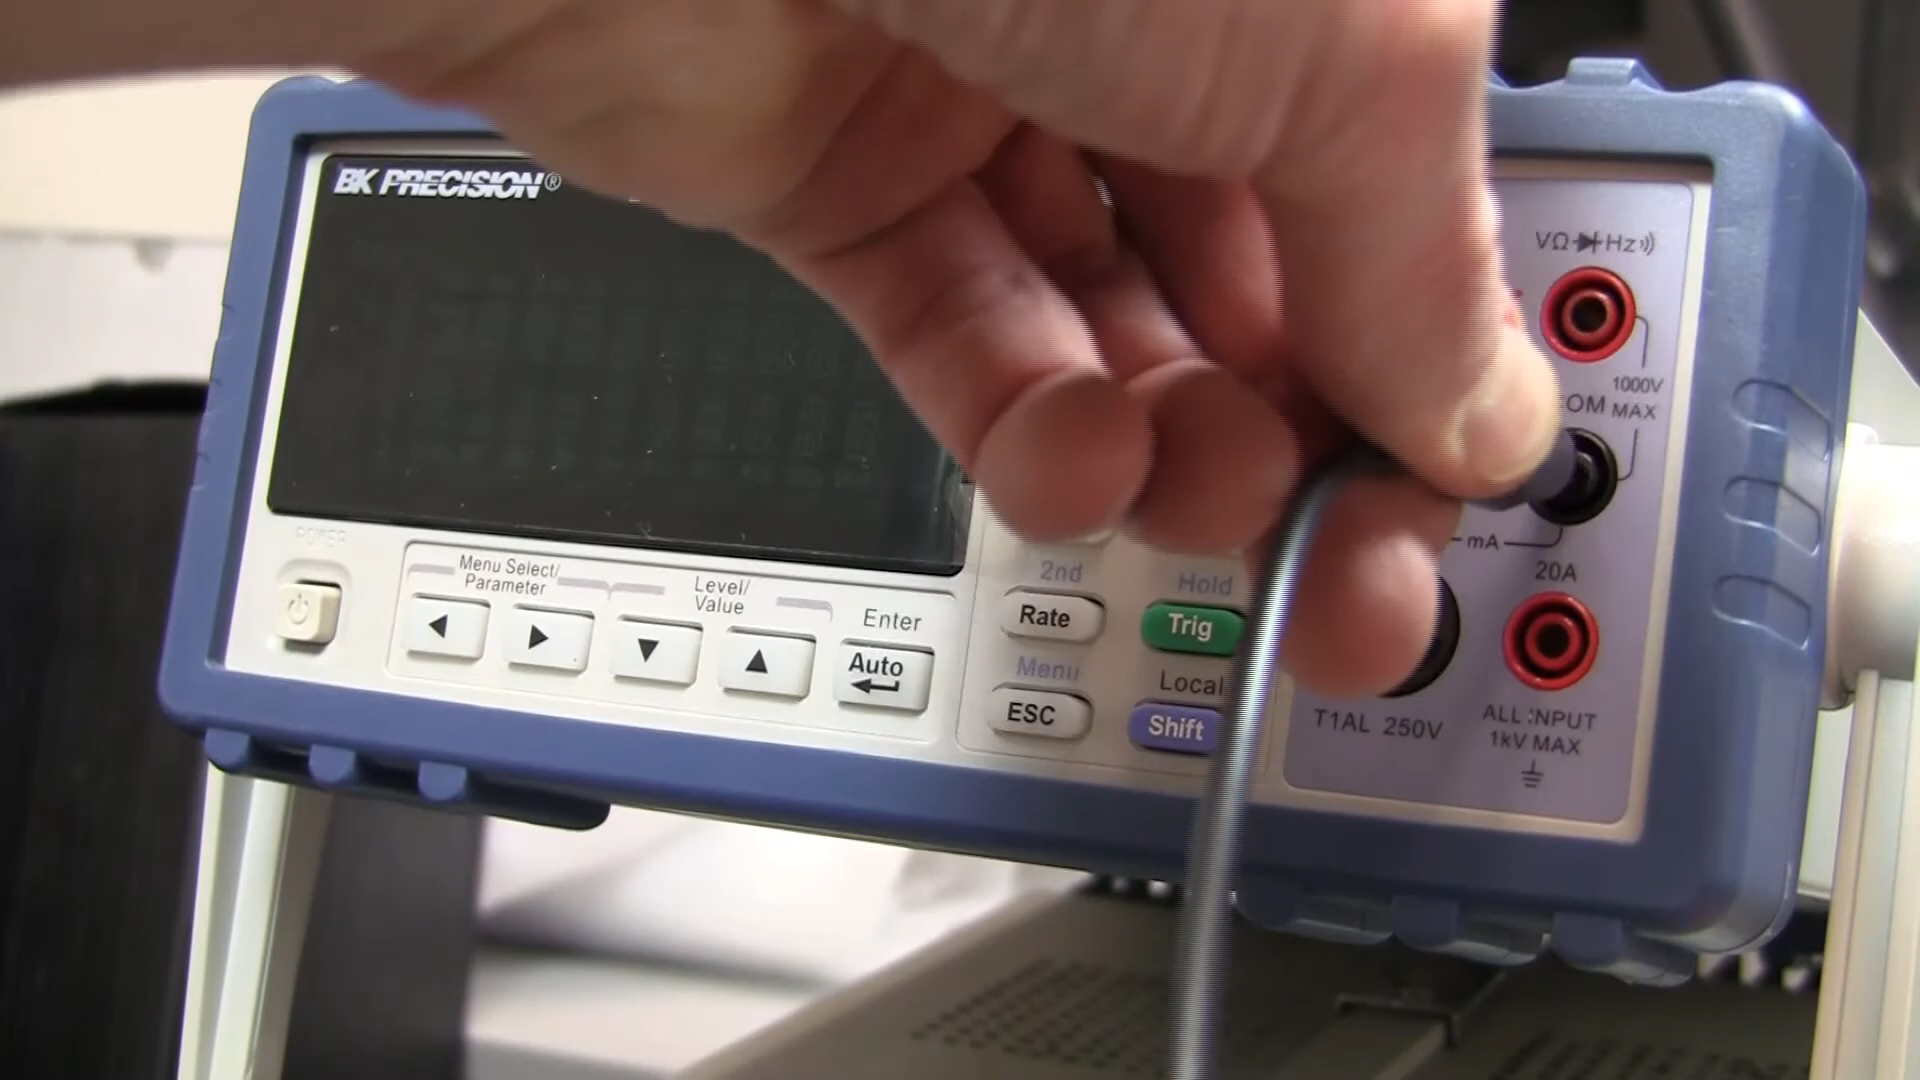 BK PRECISION®
POWER
Menu Select/
Parameter
Level/
Value
Enter
Auto
2nd
Rate
Menu
ESC
Hold
Trig
Local
Shift
VΩ Hz
1000V
MAX
OM
mA
20A
T1AL 250V
ALL INPUT
1kV MAX